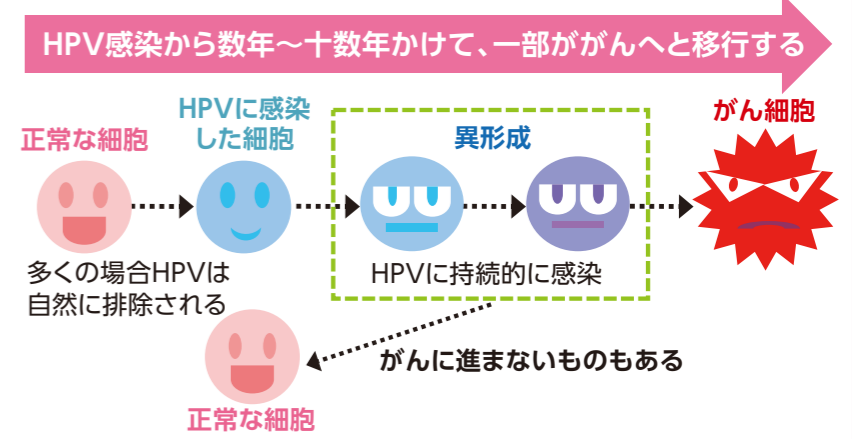 HPV感染から数年～十数年かけて、一部ががんへと移行する
正常な細胞
HPVに感染
した細胞
異形成
がん細胞
多くの場合HPVは
自然に排除される
HPVに持続的に感染
がんに進まないものもある
正常な細胞